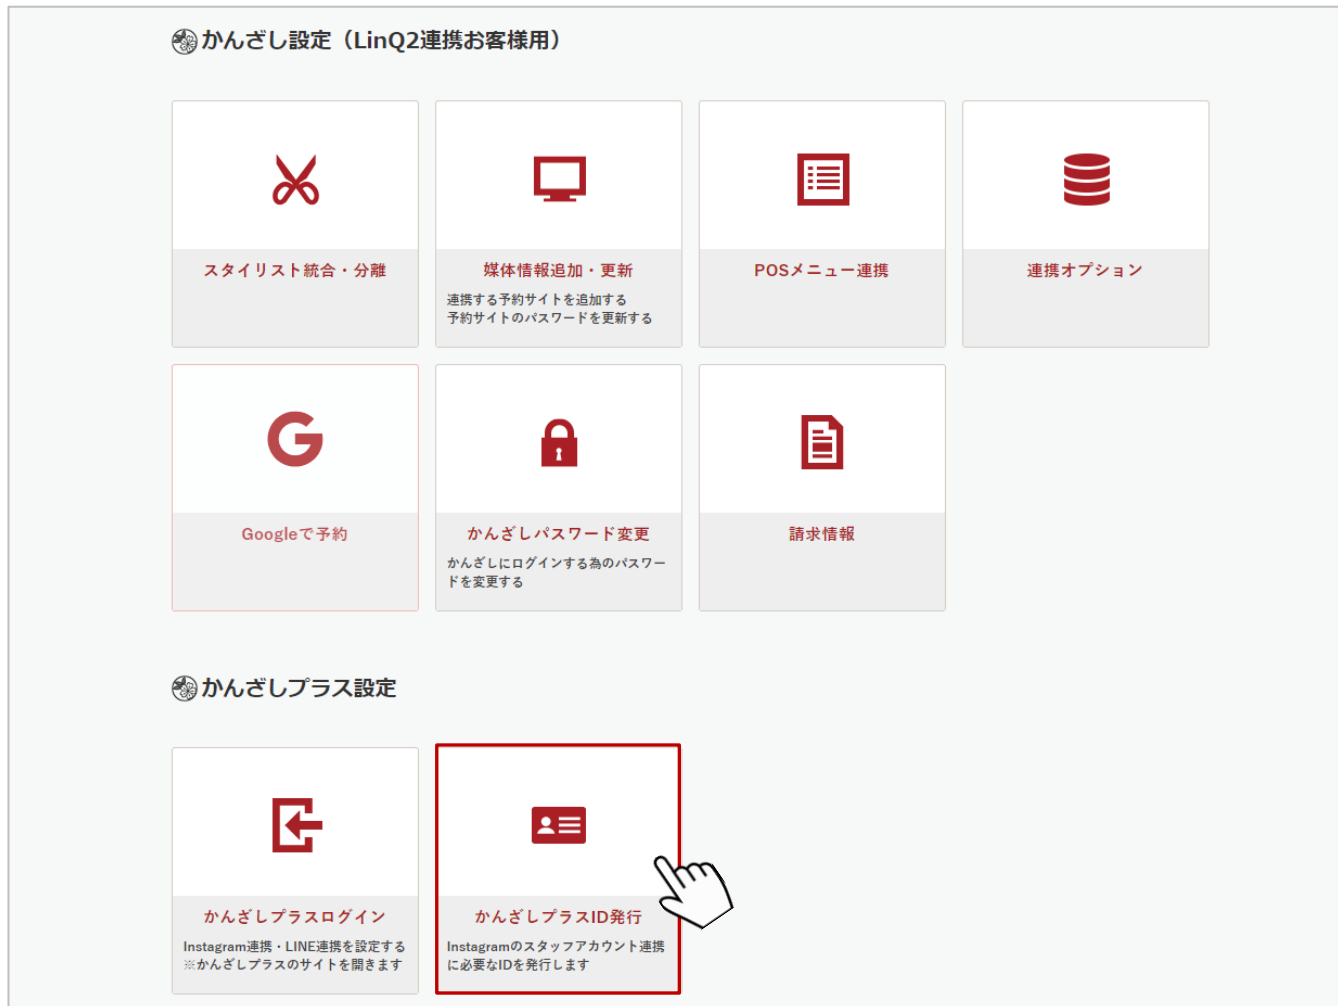 かんざし設定（LinQ2連携お客様用）
スタイリスト統合・分離
媒体情報追加・更新
連携する予約サイトを追加する
予約サイトのパスワードを更新する
POSメニュー連携
連携オプション
Googleで予約
かんざしパスワード変更
かんざしにログインする為のパスワー
ドを変更する
請求情報
かんざしプラス設定
かんざしプラスログイン
Instagram連携・LINE連携を設定する
※かんざしプラスのサイトを開きます
かんざしプラスID発行
Instagramのスタッフアカウント連携
に必要なIDを発行します